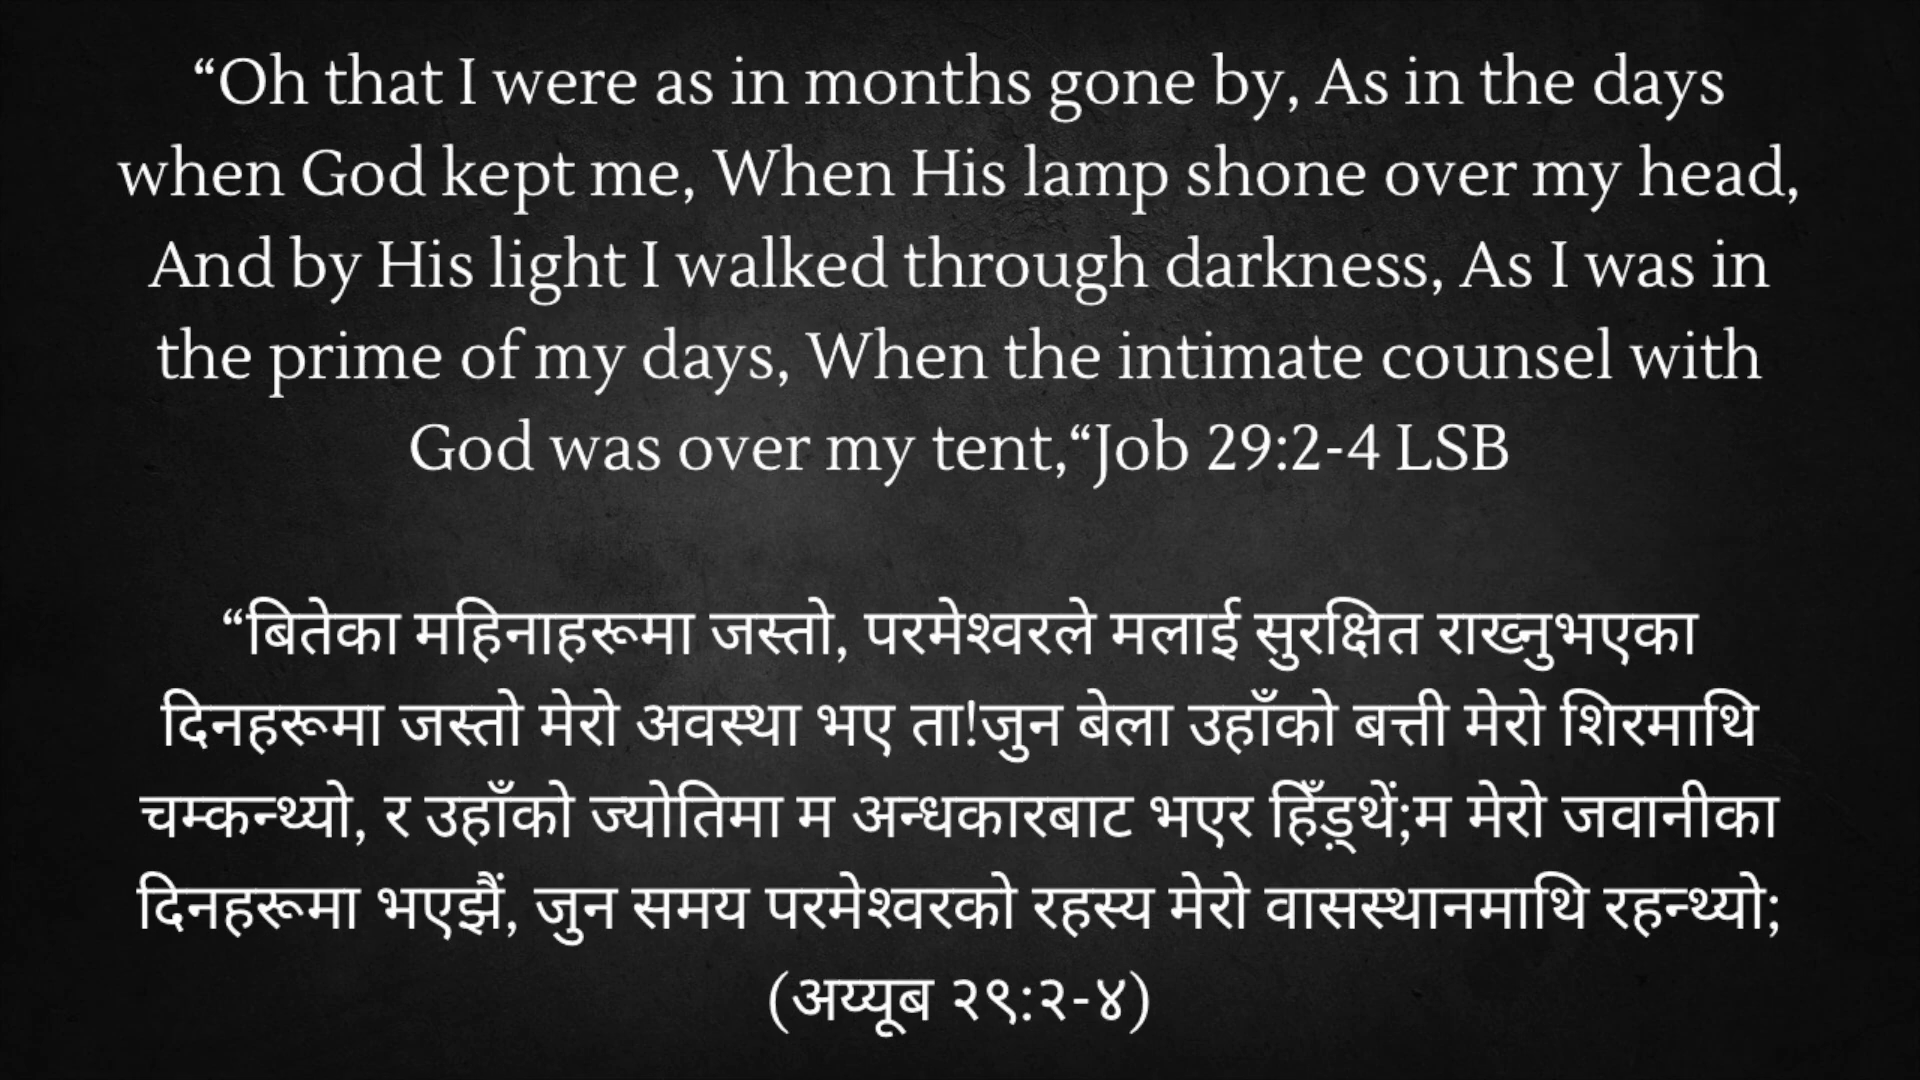 “Oh that I were as in months gone by, As in the days
when God kept me, When His lamp shone over my head,
And by His light I walked through darkness, As I was in
the prime of my days, When the intimate counsel with
God was over my tent,“Job 29:2-4 LSB
“बितेका महिनाहरूमा जस्तो, परमेश्वरले मलाई सुरक्षित राख्नुभएका
दिनहरूमा जस्तो मेरो अवस्था भए ता!जुन बेला उहाँको बत्ती मेरो शिरमाथि
चम्कन्थ्यो, र उहाँको ज्योतिमा म अन्धकारबाट भएर हिँड़्थें;म मेरो जवानीका
दिनहरूमा भएझैं, जुन समय परमेश्वरको रहस्य मेरो वासस्थानमाथि रहन्थ्यो;
(अय्यूब २९:२-४)